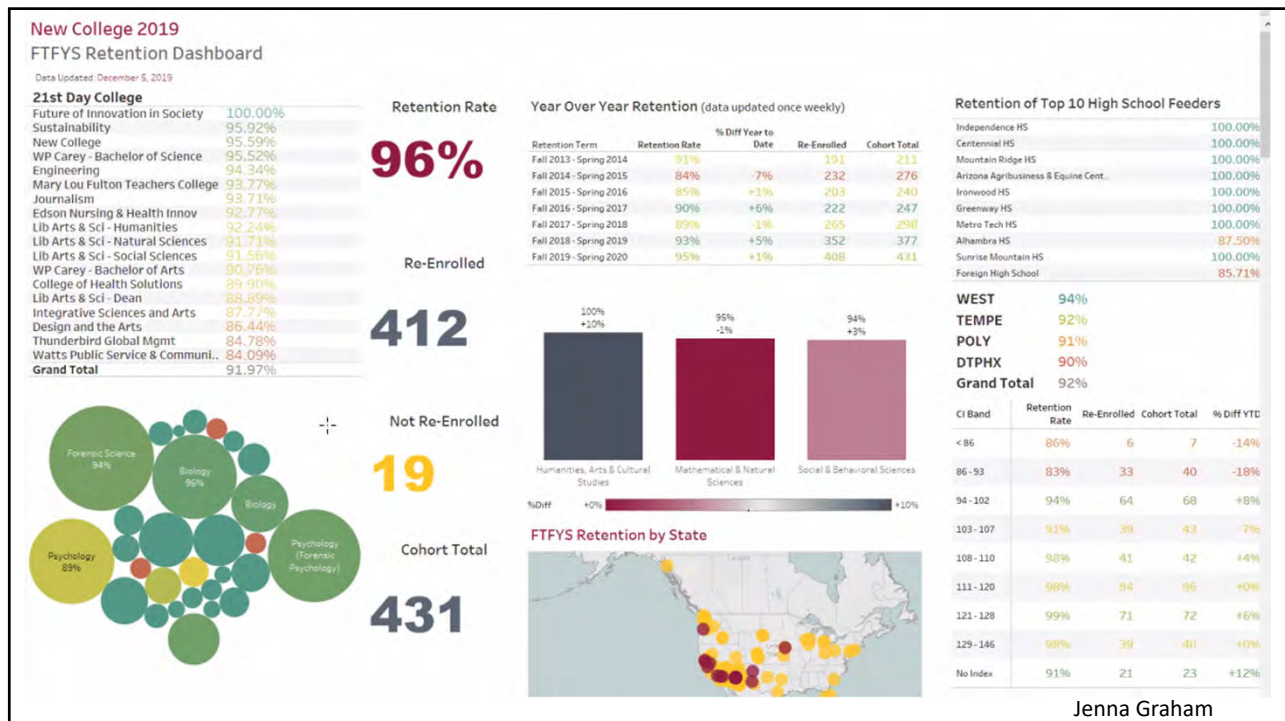 New College 2019
FTFYS Retention Dashboard
Data Updated: December 5, 2019
21st Day College
Future of Innovation in Society 100.00%
Sustainability 95.92%
New College 95.59%
WP Carey - Bachelor of Science 95.52%
Engineering 94.34%
Mary Lou Fulton Teachers College 93.77%
Journalism 93.71%
Edson Nursing & Health Innov 92.77%
Lib Arts & Sci - Humanities 92.24%
Lib Arts & Sci - Natural Sciences 91.71%
Lib Arts & Sci - Social Sciences 91.56%
WP Carey - Bachelor of Arts 90.76%
College of Health Solutions 89.90%
Lib Arts & Sci - Dean 88.89%
Integrative Sciences and Arts 87.77%
Design and the Arts 86.44%
Thunderbird Global Mgmt 84.78%
Watts Public Service & Communi.. 84.09%
Grand Total 91.97%
Forensic Science
94%
Biology
96%
Biology
Psychology
89%
Psychology
(Forensic
Psychology)
Retention Rate
96%
Re-Enrolled
412
Not Re-Enrolled
19
Cohort Total
431
Year Over Year Retention (data updated once weekly)
% Diff Year to
Retention Term Retention Rate Date Re-Enrolled Cohort Total
Fall 2013 - Spring 2014 91% 191 211
Fall 2014 - Spring 2015 84% -7% 232 276
Fall 2015 - Spring 2016 85% +1% 203 240
Fall 2016 - Spring 2017 90% +6% 222 247
Fall 2017 - Spring 2018 89% -1% 265 298
Fall 2018 - Spring 2019 93% +5% 352 377
Fall 2019 - Spring 2020 95% +1% 408 431
100%
+10%
95%
-1%
94%
+3%
Humanities, Arts & Cultural
Studies
Mathematical & Natural
Sciences
Social & Behavioral Sciences
%Diff +0% +10%
FTFYS Retention by State
Retention of Top 10 High School Feeders
Independence HS 100.00%
Centennial HS 100.00%
Mountain Ridge HS 100.00%
Arizona Agribusiness & Equine Cent.. 100.00%
Ironwood HS 100.00%
Greenway HS 100.00%
Metro Tech HS 100.00%
Alhambra HS 87.50%
Sunrise Mountain HS 100.00%
Foreign High School 85.71%
WEST 94%
TEMPE 92%
POLY 91%
DTPHX 90%
Grand Total 92%
Retention
CI Band Rate Re-Enrolled Cohort Total % Diff YTD
< 86 86% 6 7 -14%
86 - 93 83% 33 40 -18%
94 - 102 94% 64 68 +8%
103 - 107 91% 39 43 -7%
108 - 110 98% 41 42 +4%
111 - 120 98% 94 96 +0%
121 - 128 99% 71 72 +6%
129 - 146 98% 39 40 +0%
No Index 91% 21 23 +12%
Jenna Graham